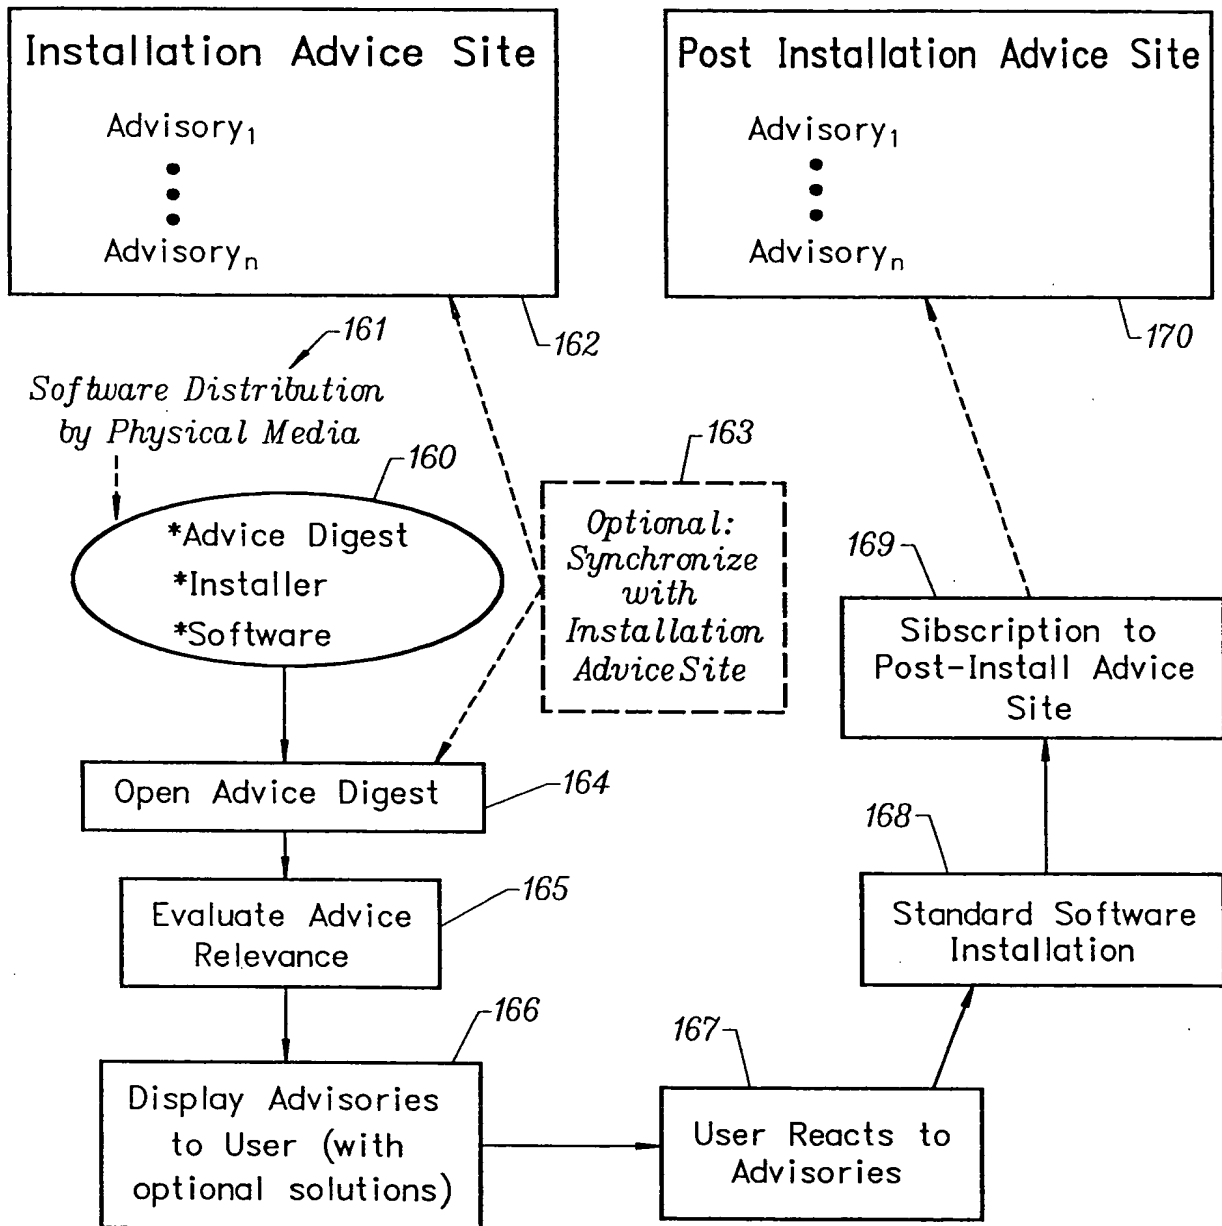 Installation Advice Site
Advisory1
Advisoryn
162
Post Installation Advice Site
Advisory1
Advisoryn
170
161
Software Distribution
by Physical Media
160
*Advice Digest
*Installer
*Software
163
Optional:
Synchronize
with
Installation
Advice Site
Open Advice Digest
164
Evaluate Advice
Relevance
165
166
Display Advisories
to User (with
optional solutions)
167
User Reacts to
Advisories
168
Standard Software
Installation
169
Sibscription to
Post-Install Advice
Site